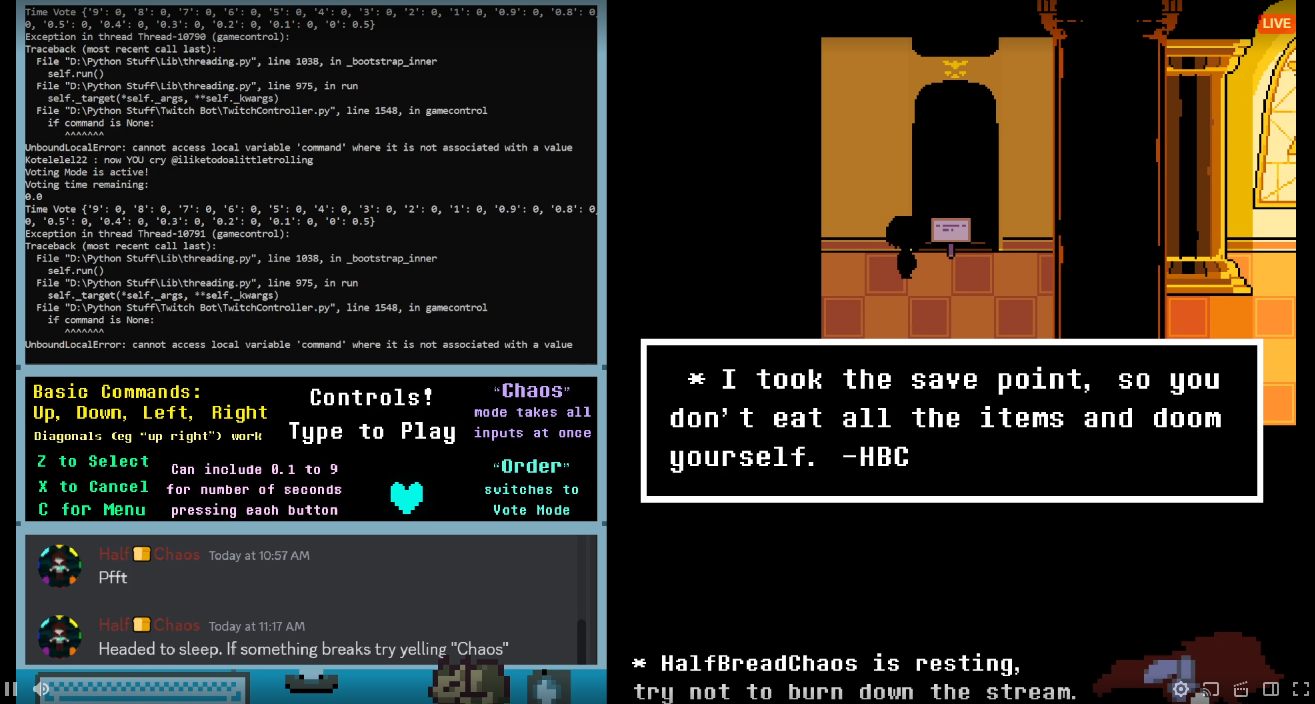 Time Vote {'9': 0, '8': 0, '7': 0, '6': 0, '5': 0, '4': 0, '3': 0, '2': 0, '1': 0, '0.9': 0, '0.8': 0,
0, '0.5': 0, '0.4': 0, '0.3': 0, '0.2': 0, '0.1': 0, '0': 0.5}
Exception in thread Thread-10790 (gamecontrol):
Traceback (most recent call last):
File "D:\Python Stuff\Lib\threading.py", line 1038, in _bootstrap_inner
self.run()
File "D:\Python Stuff\Lib\threading.py", line 975, in run
self._target(*self._args, **self._kwargs)
File "D:\Python Stuff\Twitch Bot\TwitchController.py", line 1548, in gamecontrol
if command is None:
^^^^^^^
UnboundLocalError: cannot access local variable 'command' where it is not associated with a value
Kotelelel22 : now YOU cry @iliketodoalittletrolling
Voting Mode is active!
Voting time remaining:
0.0
Time Vote {'9': 0, '8': 0, '7': 0, '6': 0, '5': 0, '4': 0, '3': 0, '2': 0, '1': 0, '0.9': 0, '0.8': 0,
0, '0.5': 0, '0.4': 0, '0.3': 0, '0.2': 0, '0.1': 0, '0': 0.5}
Exception in thread Thread-10791 (gamecontrol):
Traceback (most recent call last):
File "D:\Python Stuff\Lib\threading.py", line 1038, in _bootstrap_inner
self.run()
File "D:\Python Stuff\Lib\threading.py", line 975, in run
self._target(*self._args, **self._kwargs)
File "D:\Python Stuff\Twitch Bot\TwitchController.py", line 1548, in gamecontrol
if command is None:
^^^^^^^
UnboundLocalError: cannot access local variable 'command' where it is not associated with a value
Basic Commands:
Up, Down, Left, Right
Diagonals (eg "up right") work
Z to Select
X to Cancel
C for Menu
Controls!
Type to Play
Can include 0.1 to 9
for number of seconds
pressing each button
"Chaos"
mode takes all
inputs at once
"Order"
switches to
Vote Mode
Half🍞Chaos Today at 10:57 AM
Pfft
Half🍞Chaos Today at 11:17 AM
Headed to sleep. If something breaks try yelling "Chaos"
LIVE
* I took the save point, so you
don't eat all the items and doom
yourself. -HBC
* HalfBreadChaos is resting,
try not to burn down the stream.